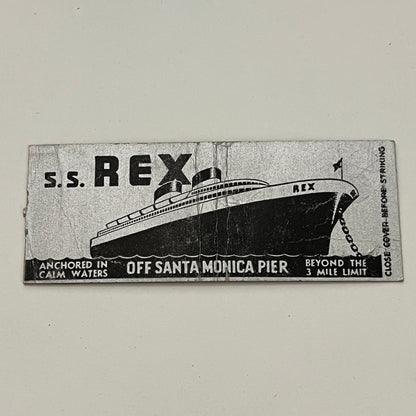 S.S. REX
REX
ANCHORED IN
CALM WATERS
OFF SANTA MONICA PIER
BEYOND THE
3 MILE LIMIT
CLOSE COVER BEFORE STRIKING